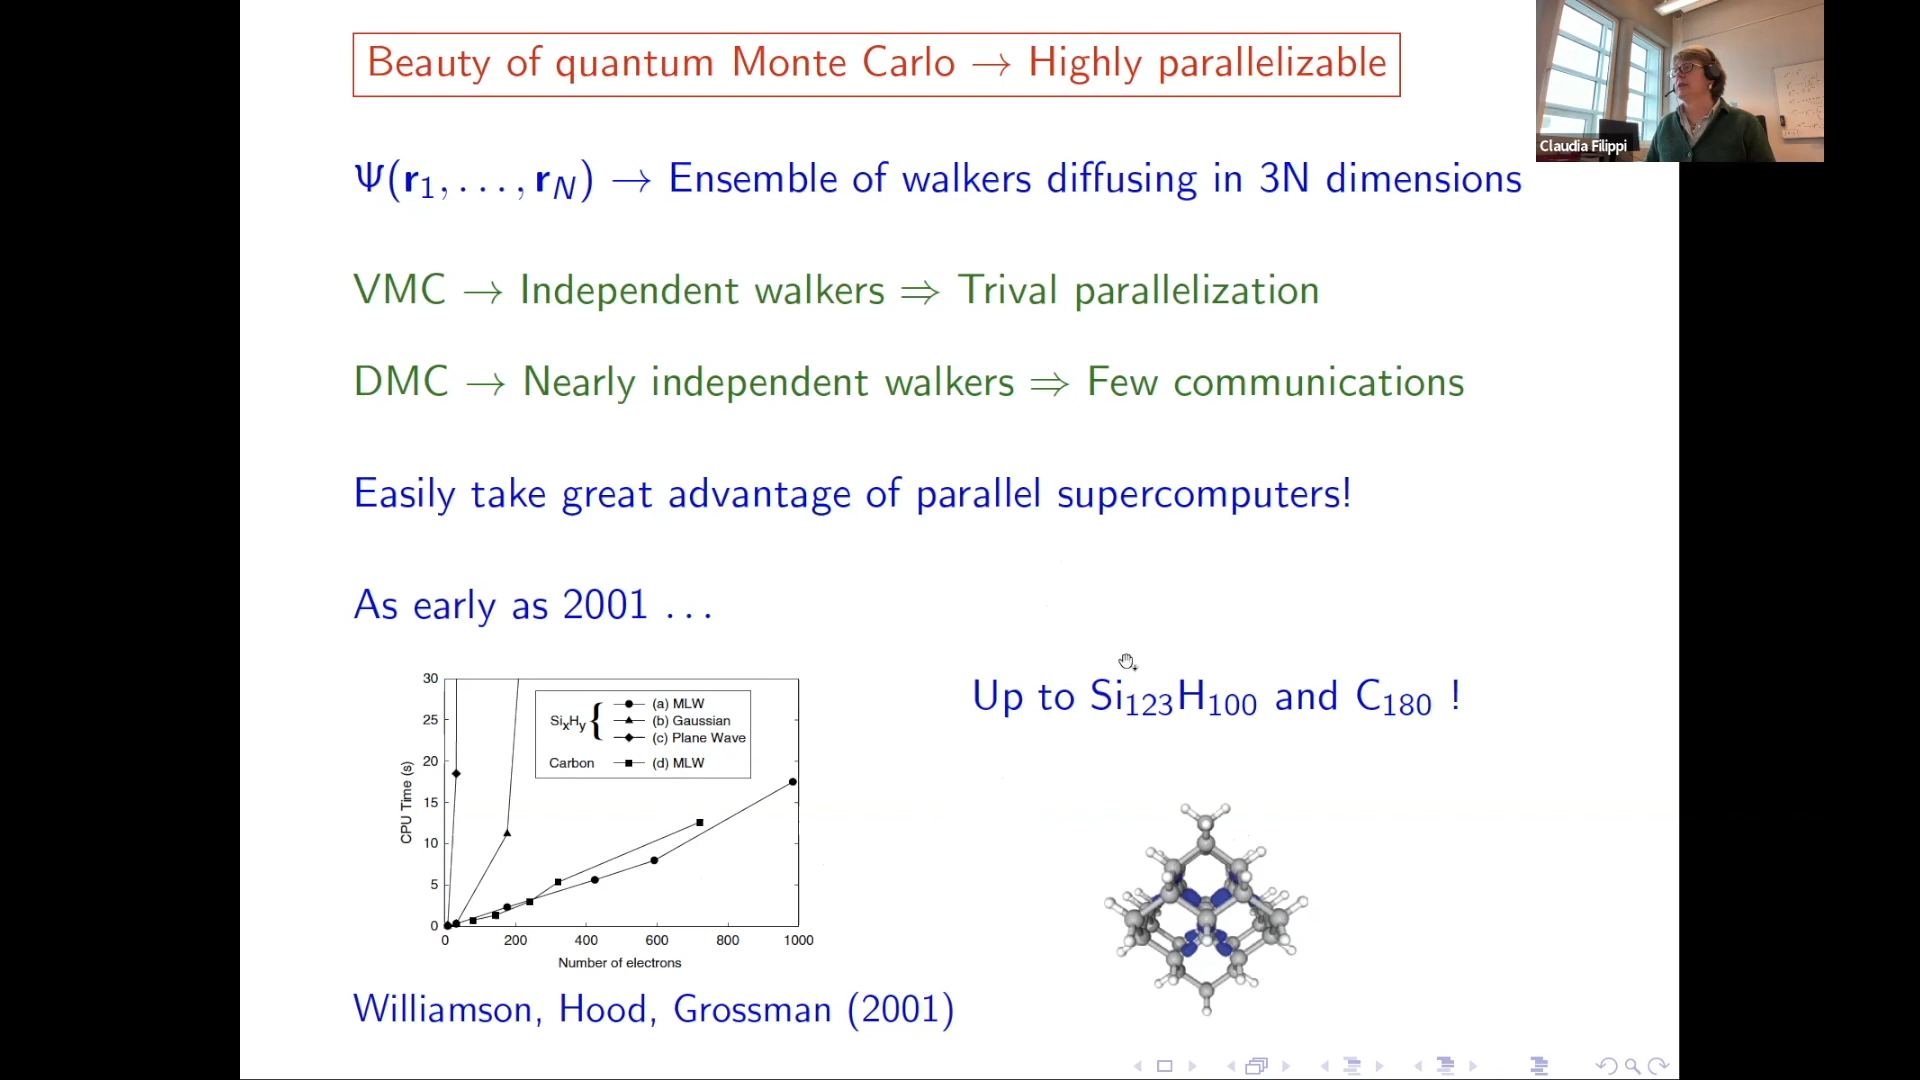 Beauty of quantum Monte Carlo → Highly parallelizable
Claudia Filippi
Ψ(r₁, . . . , r_N) → Ensemble of walkers diffusing in 3N dimensions
VMC → Independent walkers ⇒ Trival parallelization
DMC → Nearly independent walkers ⇒ Few communications
Easily take great advantage of parallel supercomputers!
As early as 2001 . . .
Up to Si₁₂₃H₁₀₀ and C₁₈₀ !
30
25
20
15
10
5
0
CPU Time (s)
SiₓHᵧ {
(a) MLW
(b) Gaussian
(c) Plane Wave
Carbon (d) MLW
0 200 400 600 800 1000
Number of electrons
Williamson, Hood, Grossman (2001)